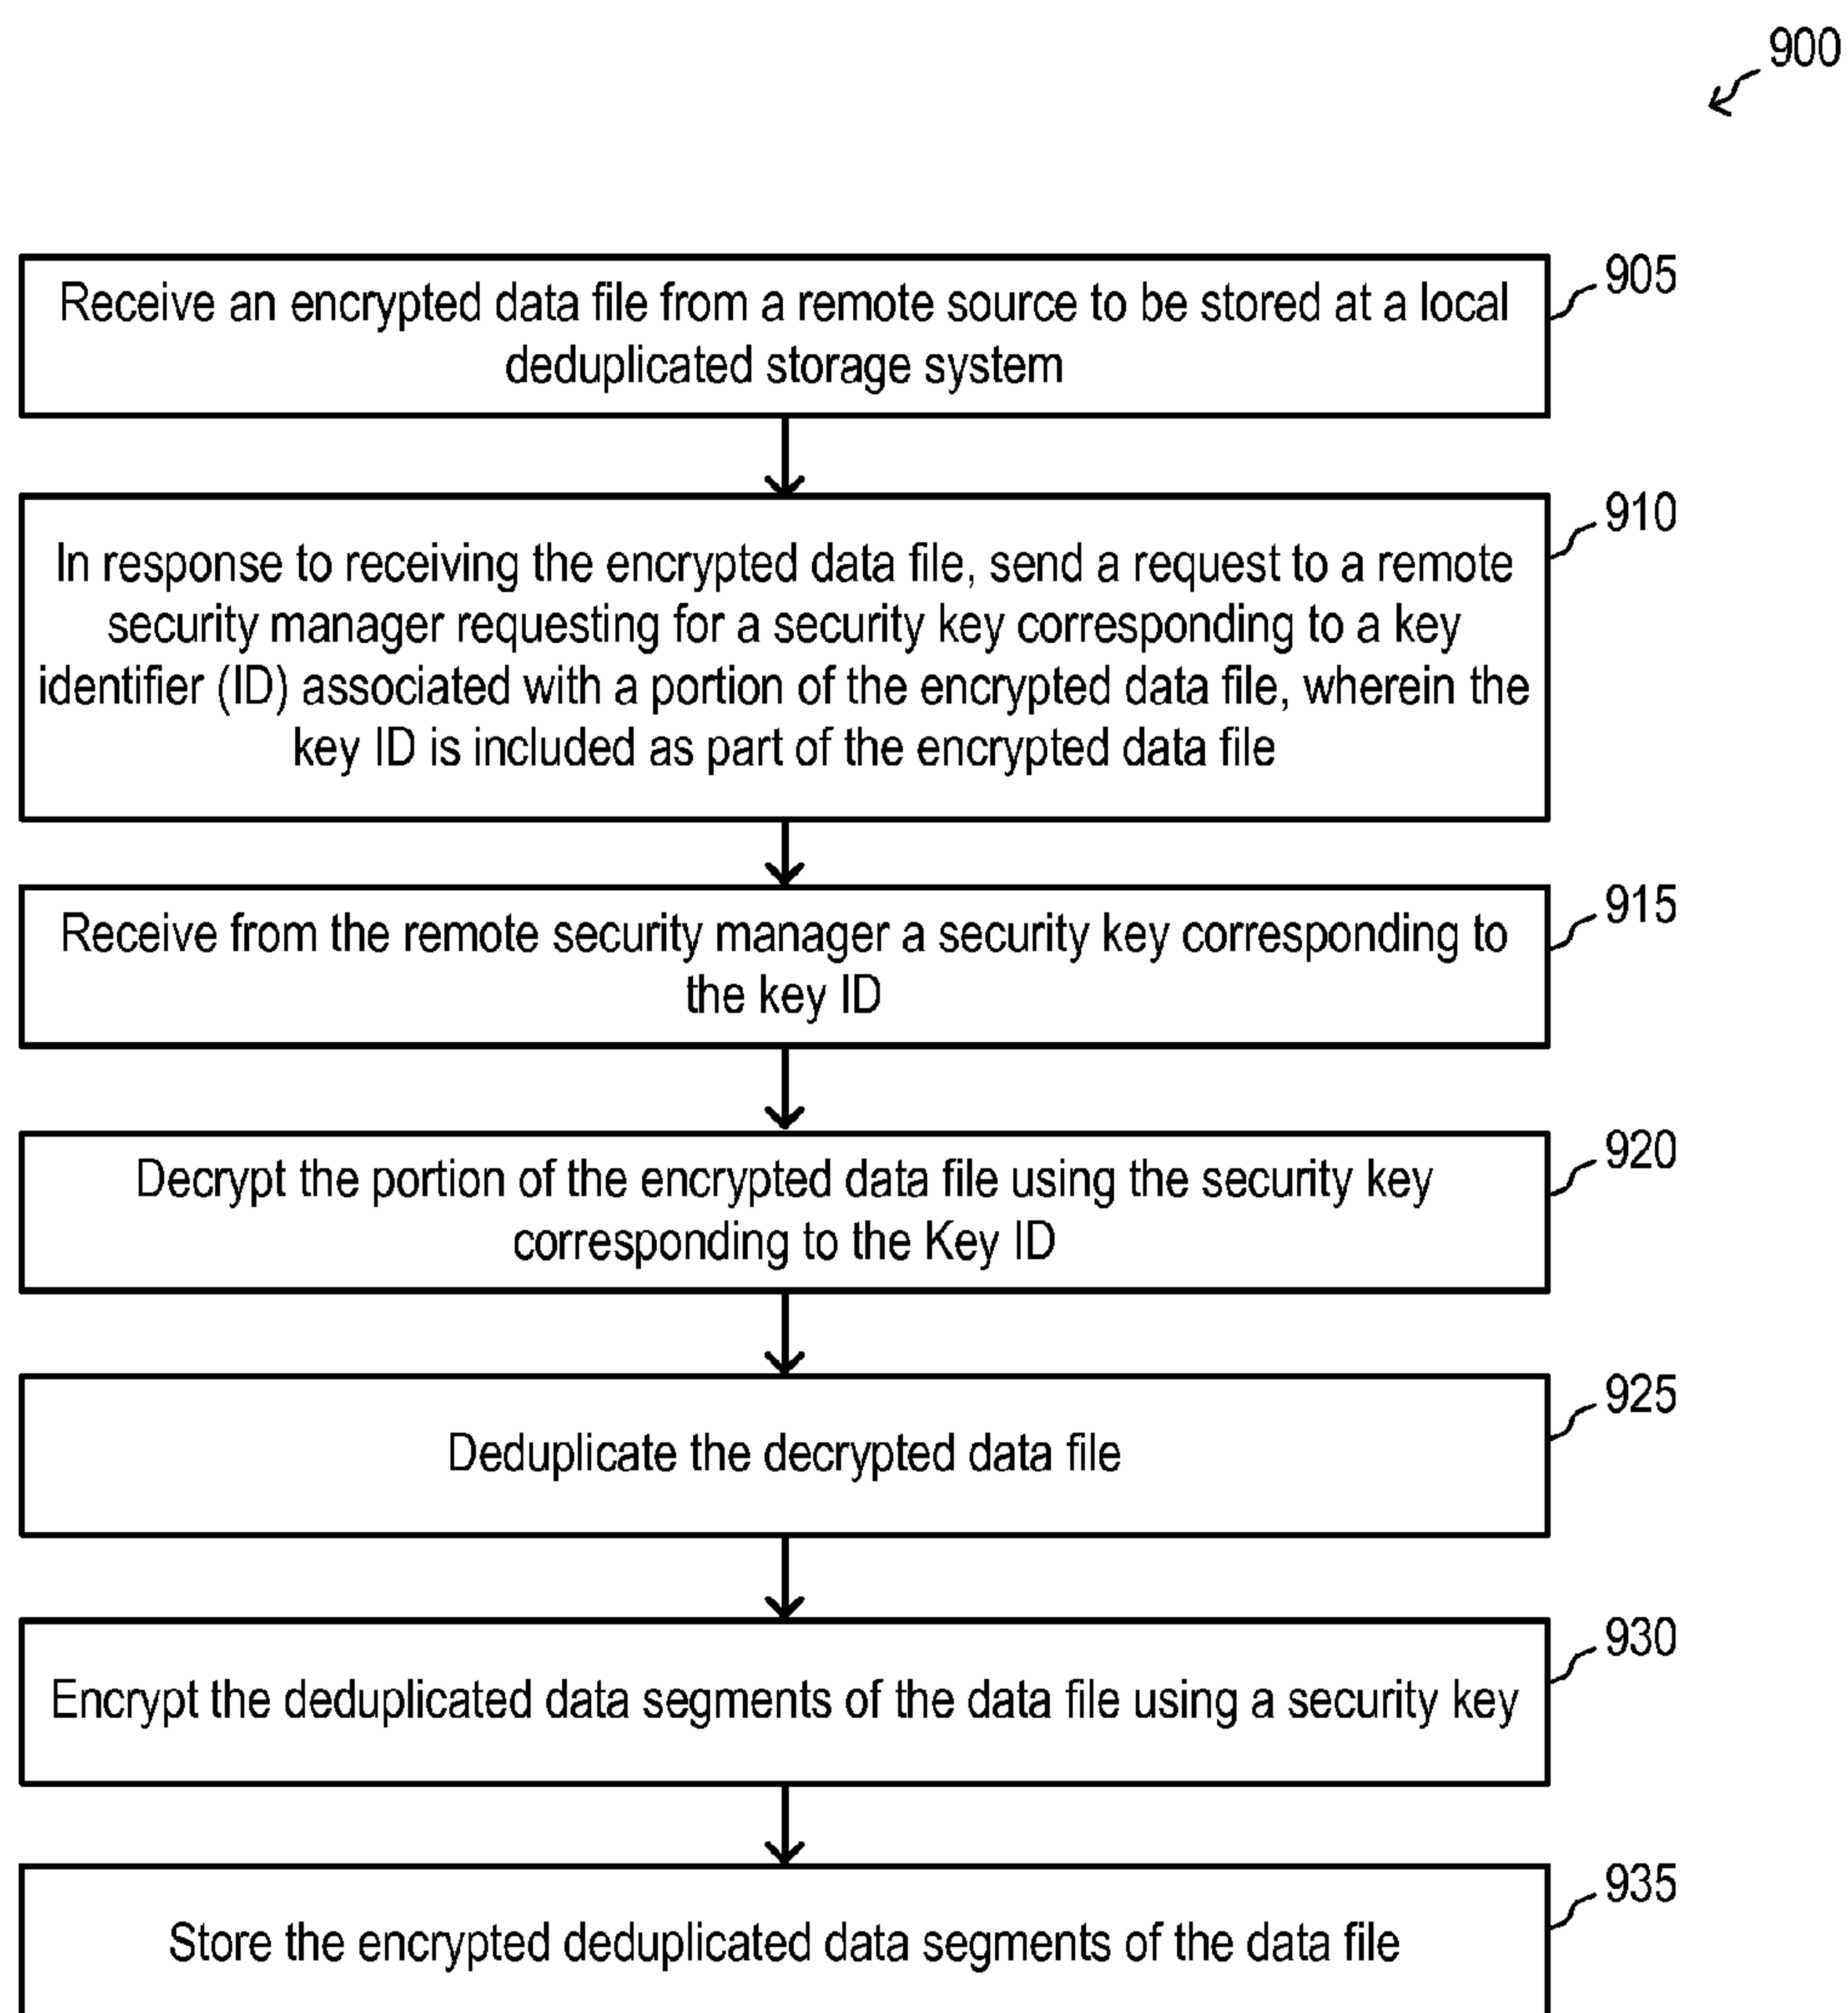 900
Receive an encrypted data file from a remote source to be stored at a local
deduplicated storage system
905
In response to receiving the encrypted data file, send a request to a remote
security manager requesting for a security key corresponding to a key
identifier (ID) associated with a portion of the encrypted data file, wherein the
key ID is included as part of the encrypted data file
910
Receive from the remote security manager a security key corresponding to
the key ID
915
Decrypt the portion of the encrypted data file using the security key
corresponding to the Key ID
920
Deduplicate the decrypted data file
925
Encrypt the deduplicated data segments of the data file using a security key
930
Store the encrypted deduplicated data segments of the data file
935